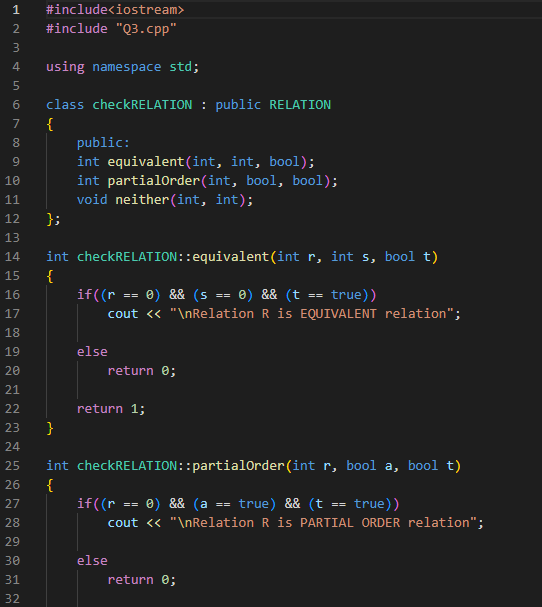 1 #include<iostream>
2 #include "Q3.cpp"
3
4 using namespace std;
5
6 class checkRELATION : public RELATION
7 {
8     public:
9     int equivalent(int, int, bool);
10     int partialOrder(int, bool, bool);
11     void neither(int, int);
12 };
13
14 int checkRELATION::equivalent(int r, int s, bool t)
15 {
16     if((r == 0) && (s == 0) && (t == true))
17         cout << "\nRelation R is EQUIVALENT relation";
18
19     else
20         return 0;
21
22     return 1;
23 }
24
25 int checkRELATION::partialOrder(int r, bool a, bool t)
26 {
27     if((r == 0) && (a == true) && (t == true))
28         cout << "\nRelation R is PARTIAL ORDER relation";
29
30     else
31         return 0;
32